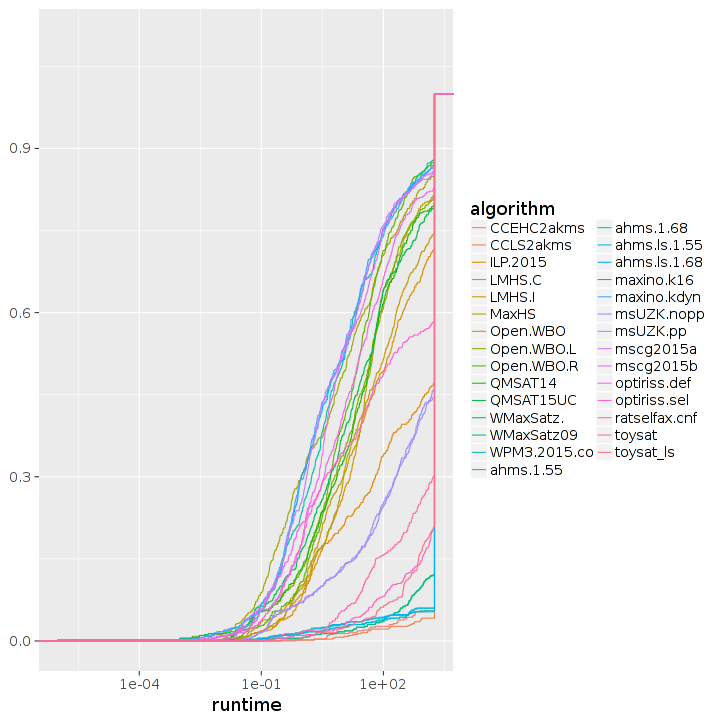 0.9
0.6
0.3
0.0
1e-04 1e-01 1e+02
runtime
algorithm
CCEHC2akms
CCLS2akms
ILP.2015
LMHS.C
LMHS.I
MaxHS
Open.WBO
Open.WBO.L
Open.WBO.R
QMSAT14
QMSAT15UC
WMaxSatz.
WMaxSatz09
WPM3.2015.co
ahms.1.55
ahms.1.68
ahms.ls.1.55
ahms.ls.1.68
maxino.k16
maxino.kdyn
msUZK.nopp
msUZK.pp
mscg2015a
mscg2015b
optiriss.def
optiriss.sel
ratselfax.cnf
toysat
toysat_ls